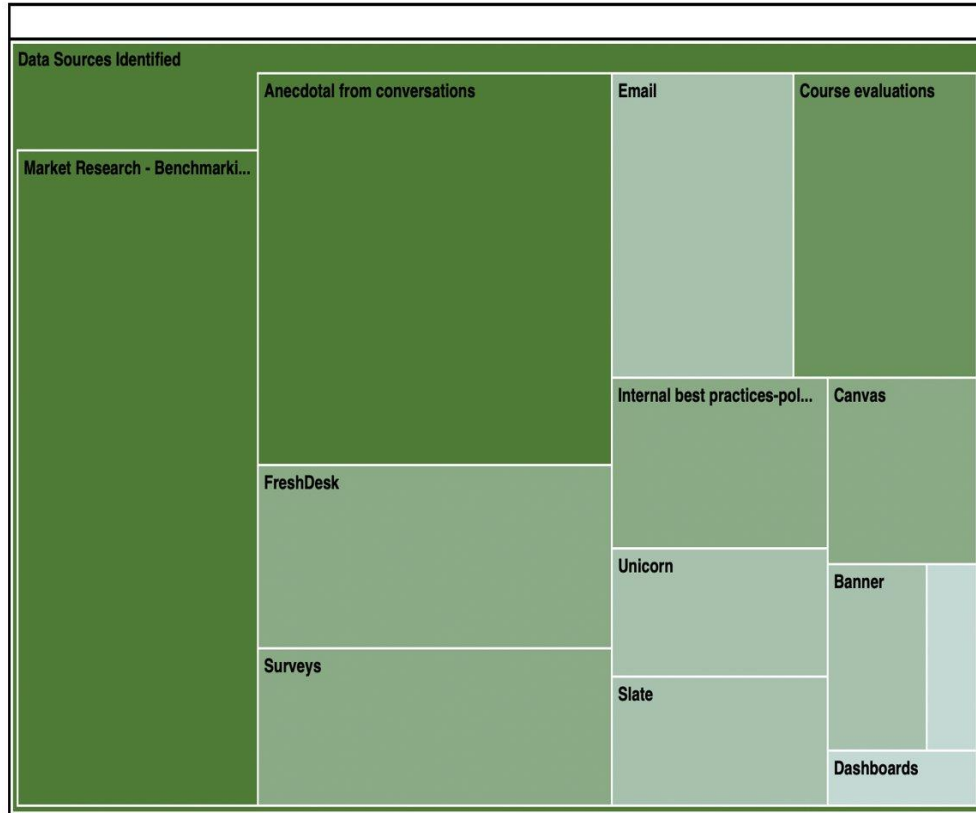 Data Sources Identified
Market Research - Benchmarki...
Anecdotal from conversations
FreshDesk
Surveys
Email
Course evaluations
Internal best practices-pol...
Canvas
Unicorn
Slate
Banner
Dashboards